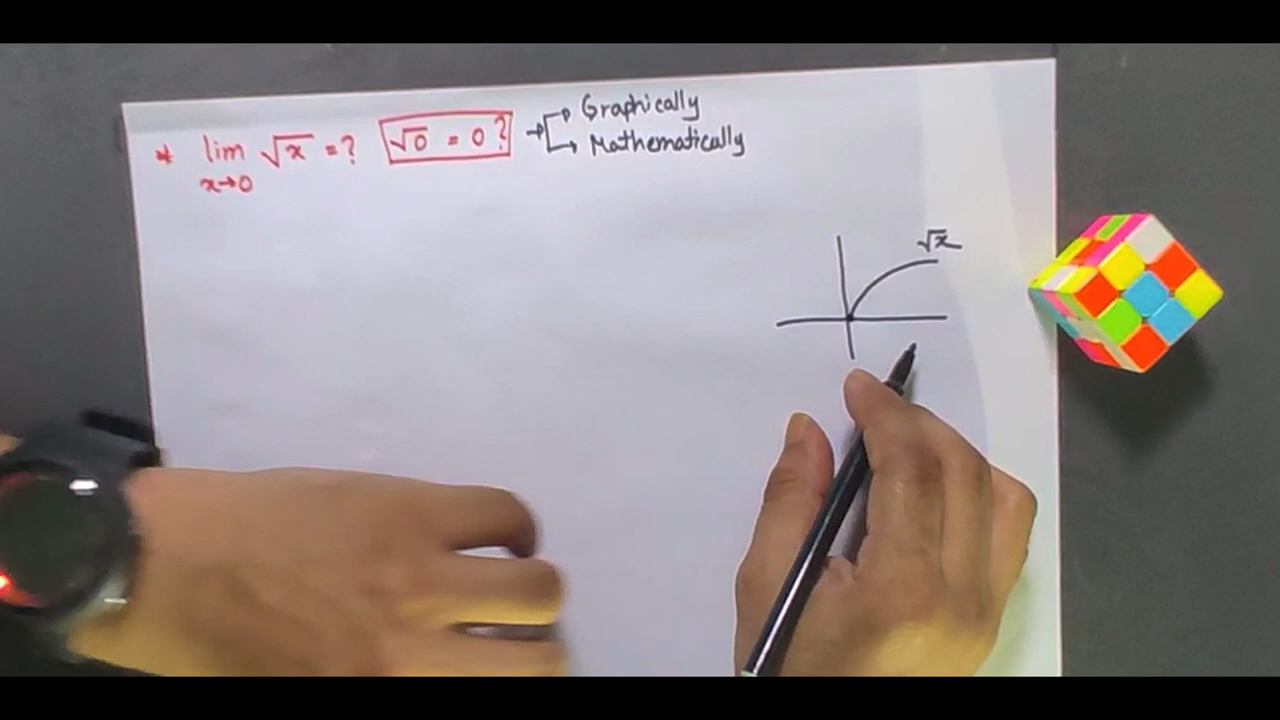 * lim √x = ? √0 = 0 ? → Graphically
x→0 → Mathematically
√x